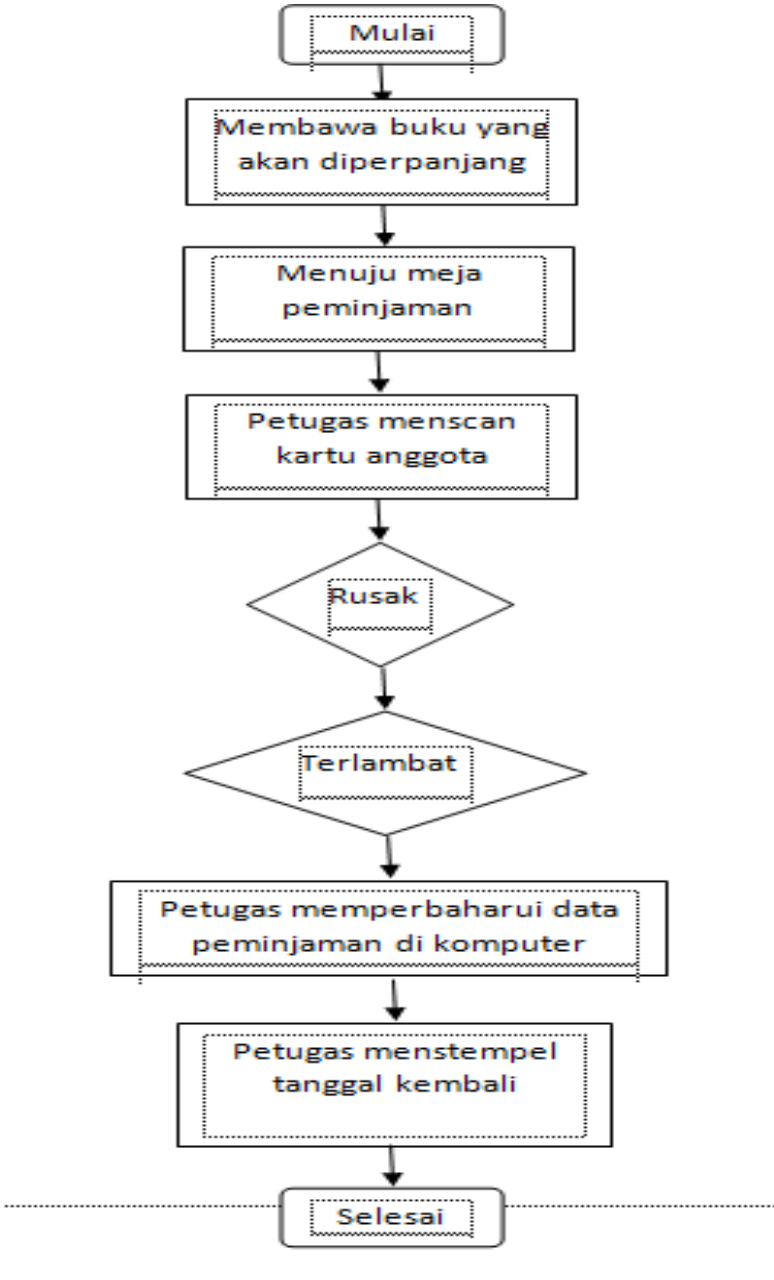 Mulai
Membawa buku yang
akan diperpanjang
Menuju meja
peminjaman
Petugas menscan
kartu anggota
Rusak
Terlambat
Petugas memperbaharui data
peminjaman di komputer
Petugas menstempel
tanggal kembali
Selesai